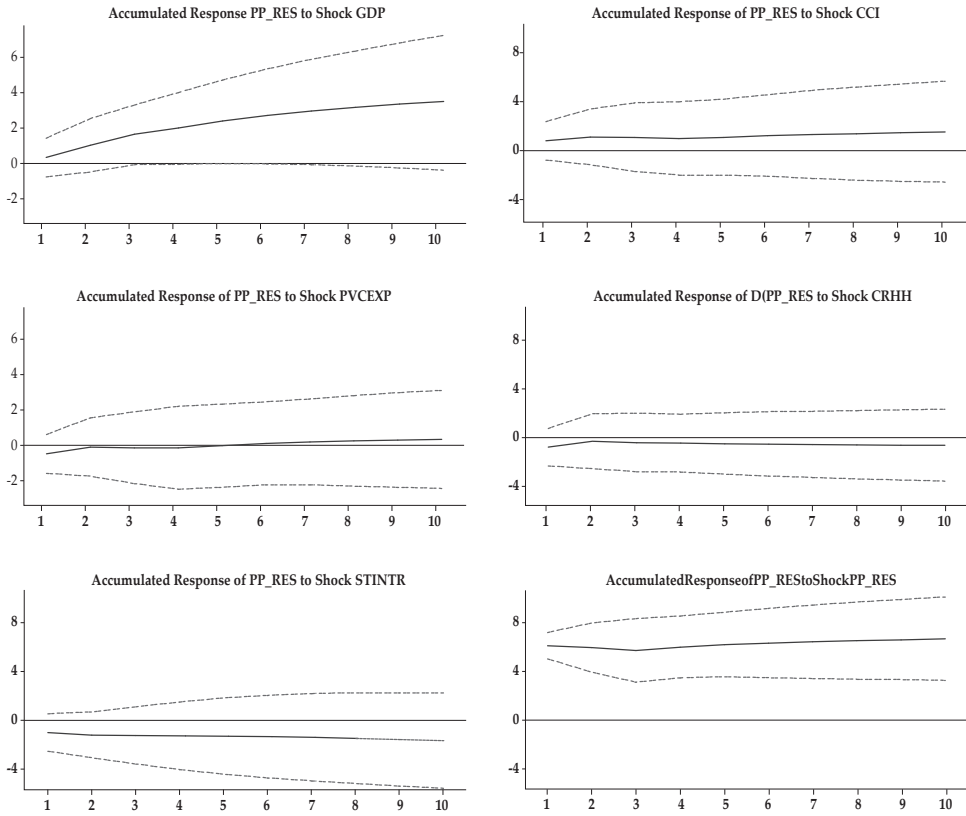 Accumulated Response PP_RES to Shock GDP
6
4
2
0
-2
1 2 3 4 5 6 7 8 9 10
Accumulated Response of PP_RES to Shock CCI
8
4
0
-4
1 2 3 4 5 6 7 8 9 10
Accumulated Response of PP_RES to Shock PVCEXP
6
4
2
0
-2
1 2 3 4 5 6 7 8 9 10
Accumulated Response of D(PP_RES to Shock CRHH
8
4
0
-4
1 2 3 4 5 6 7 8 9 10
Accumulated Response of PP_RES to Shock STINTR
8
4
0
-4
1 2 3 4 5 6 7 8 9 10
AccumulatedResponseofPP_REStoShockPP_RES
8
4
0
-4
1 2 3 4 5 6 7 8 9 10